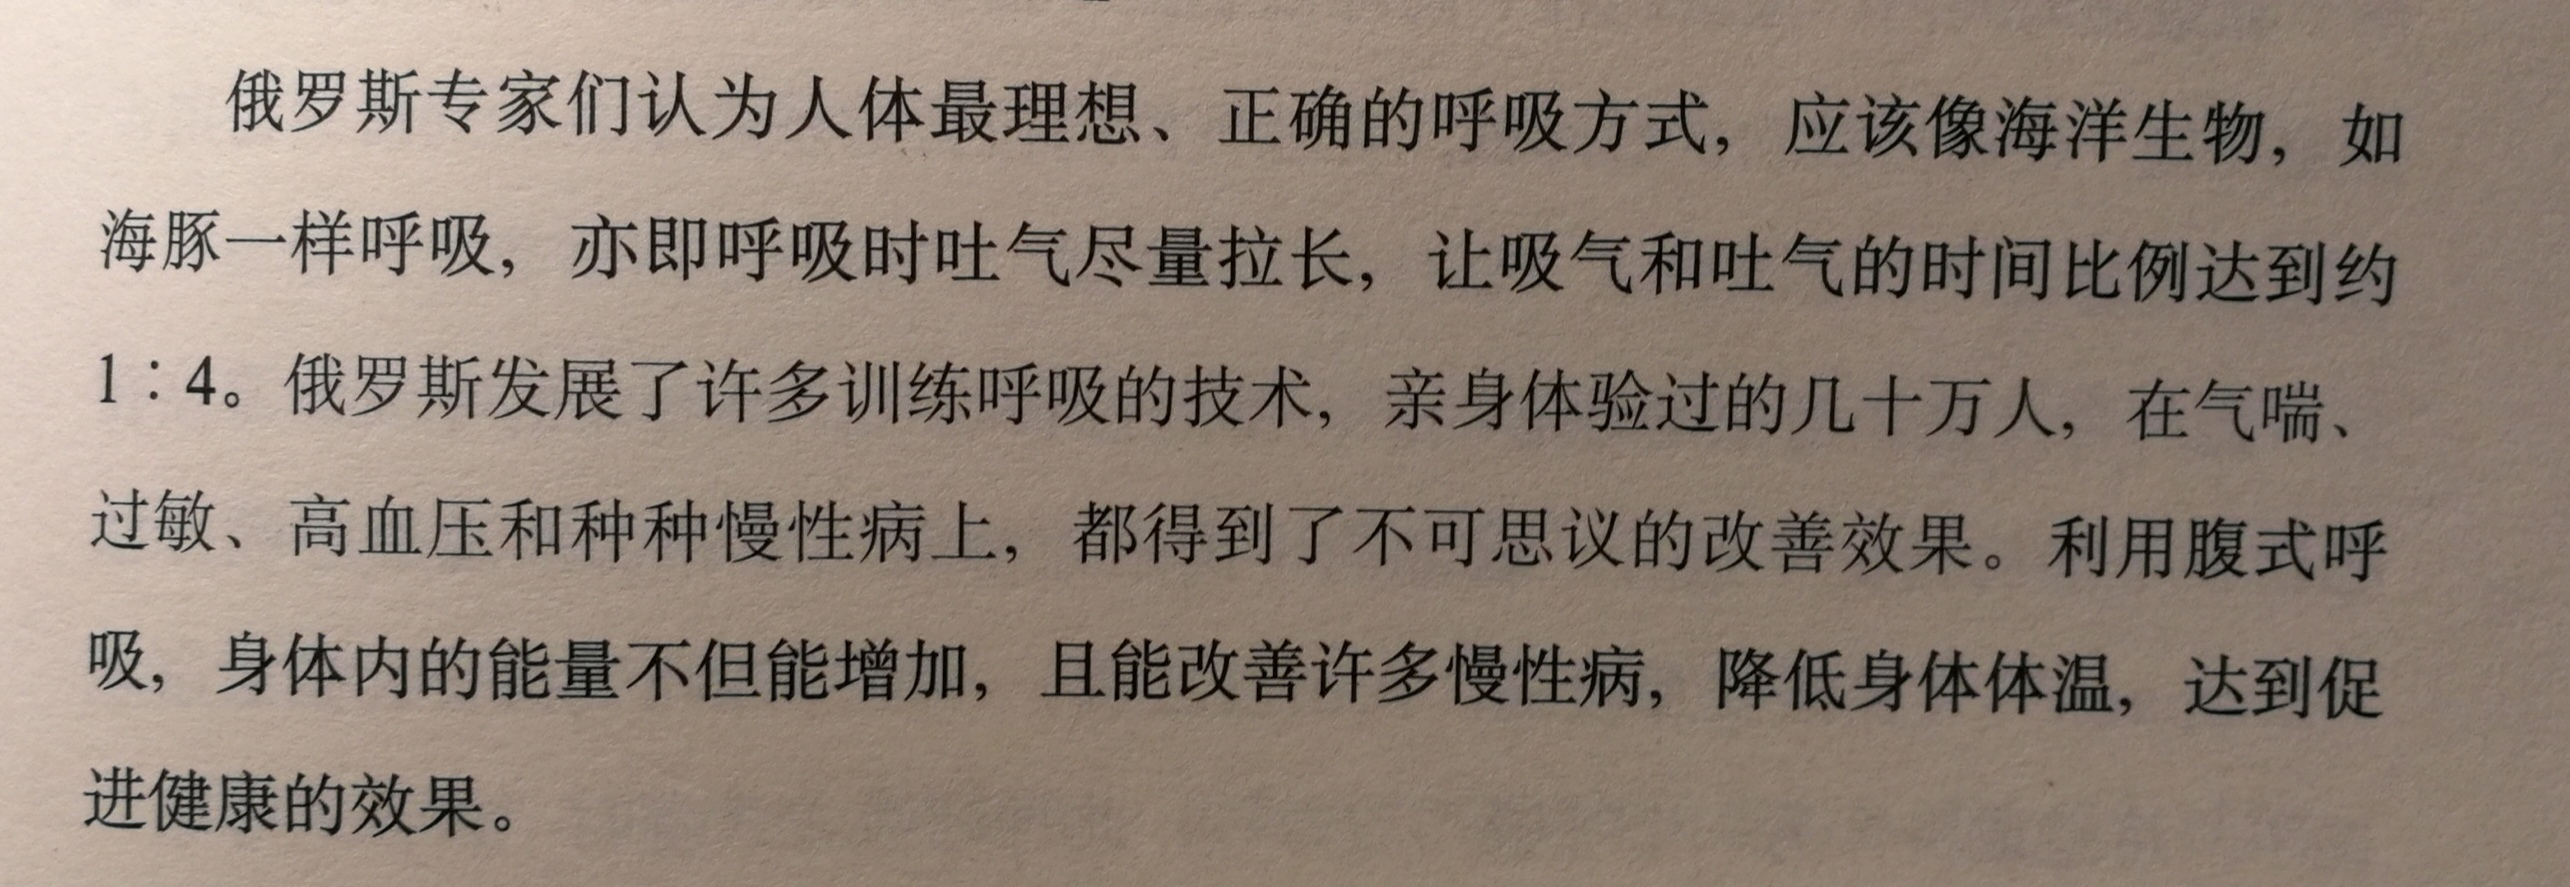 俄罗斯专家们认为人体最理想、正确的呼吸方式，应该像海洋生物，如
海豚一样呼吸，亦即呼吸时吐气尽量拉长，让吸气和吐气的时间比例达到约
1：4。俄罗斯发展了许多训练呼吸的技术，亲身体验过的几十万人，在气喘、
过敏、高血压和种种慢性病上，都得到了不可思议的改善效果。利用腹式呼
吸，身体内的能量不但能增加，且能改善许多慢性病，降低身体体温，达到促
进健康的效果。